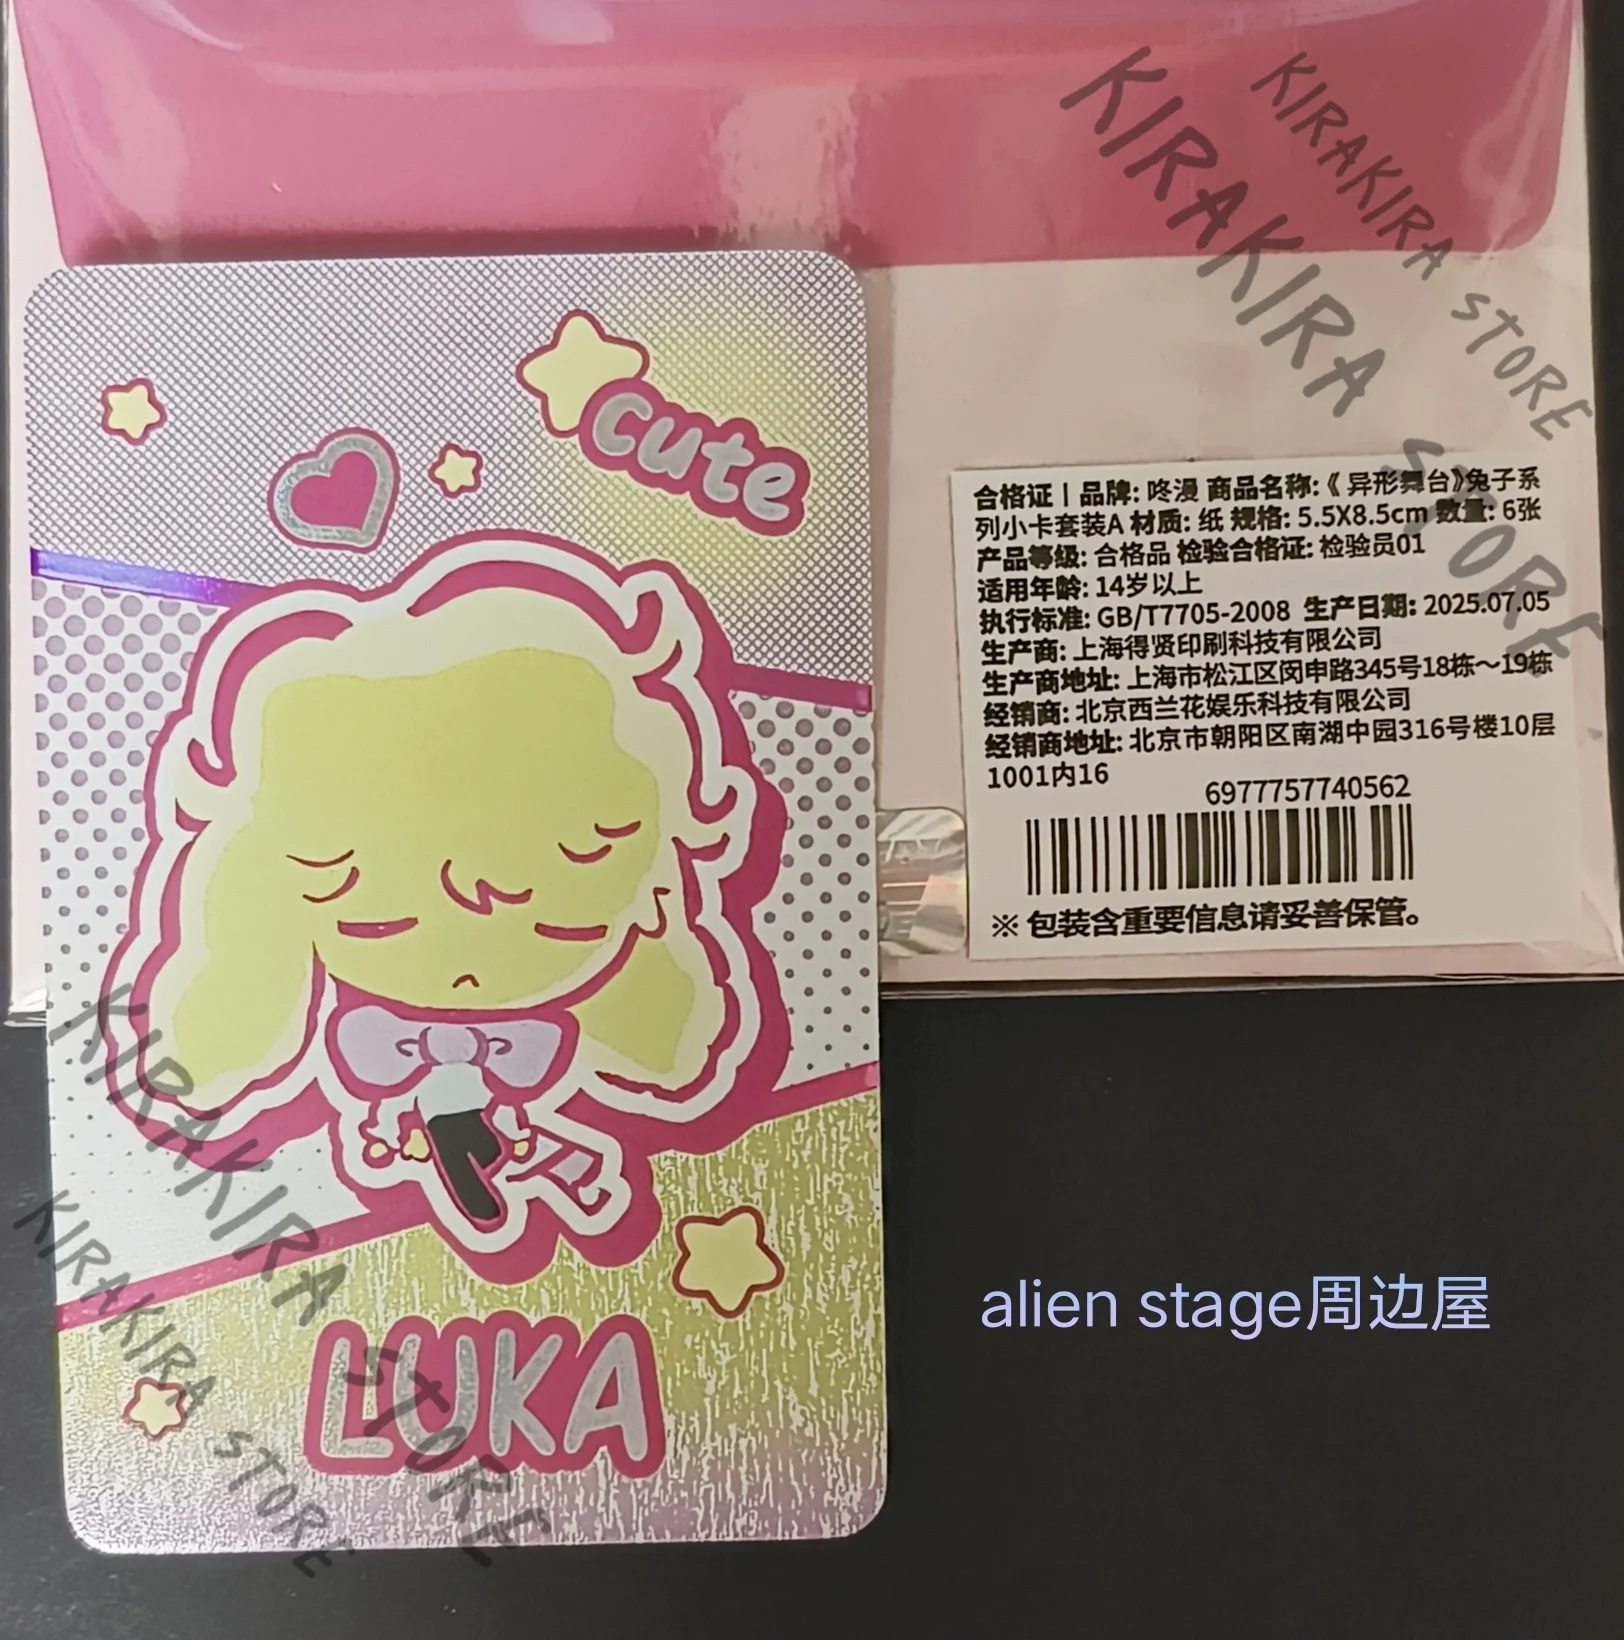 KIRAKIRA STORE
KIRAKIRA STORE
cute
合格证丨品牌: 咚漫 商品名称:《 异形舞台》兔子系
列小卡套装A 材质: 纸 规格: 5.5X8.5cm 数量: 6张
产品等级: 合格品 检验合格证: 检验员01
适用年龄: 14岁以上
执行标准: GB/T7705-2008 生产日期: 2025.07.05
生产商: 上海得贤印刷科技有限公司
生产商地址: 上海市松江区闵申路345号18栋～19栋
经销商: 北京西兰花娱乐科技有限公司
经销商地址: 北京市朝阳区南湖中园316号楼10层
1001内16
6977757740562
※ 包装含重要信息请妥善保管。
KIRAKIRA STORE
KIRAKIRA STORE
alien stage周边屋
LUKA